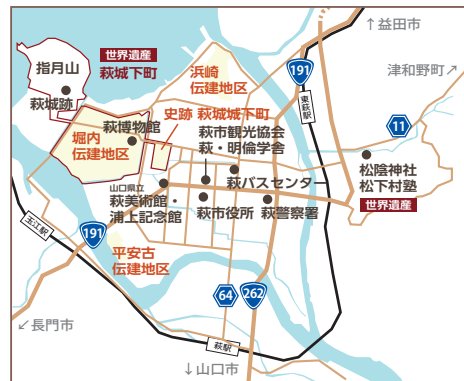 ↑益田市
津和野町↗
191
東萩駅
11
世界遺産
萩城下町
指月山
萩城跡
浜崎
伝建地区
史跡 萩城城下町
堀内
伝建地区
萩博物館
萩市観光協会
萩・明倫学舎
松陰神社
松下村塾
世界遺産
山口県立
萩美術館・
浦上記念館
萩バスセンター
萩市役所
萩警察署
玉江駅
191
平安古
伝建地区
64
262
萩駅
↙長門市
↓山口市